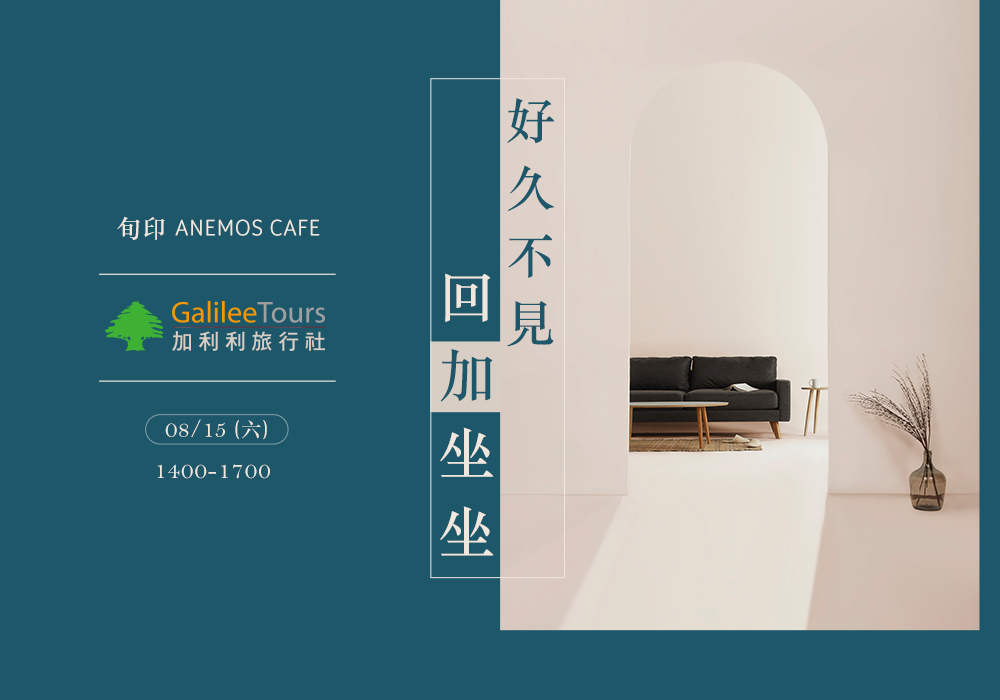 好久不見
回加坐坐
旬印 ANEMOS CAFE
GalileeTours
加利利旅行社
08/15 (六)
1400-1700